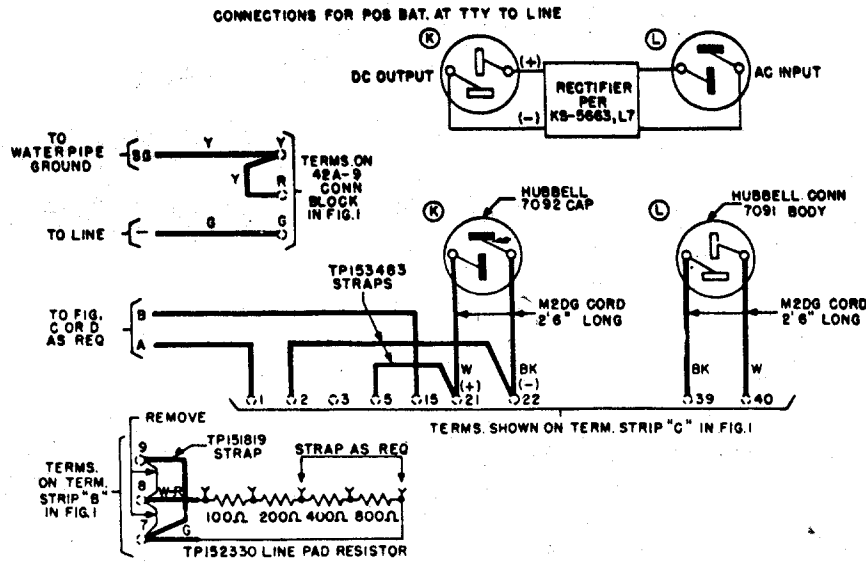 CONNECTIONS FOR POS BAT. AT TTY TO LINE
K
L
DC OUTPUT
(+)
(-)
RECTIFIER
PER
KS-5663, L7
AC INPUT
TO
WATER PIPE
GROUND
SG
Y
Y
Y
R
TERMS. ON
42A-9
CONN
BLOCK
IN FIG. 1
TO LINE
-
G
G
K
HUBBELL
7092 CAP
L
HUBBELL CONN
7091 BODY
TP153463
STRAPS
M2DG CORD
2'6" LONG
M2DG CORD
2'6" LONG
TO FIG.
C OR D
AS REQ
B
A
W
(+)
BK
(-)
BK
W
1
2
3
5
15
21
22
39
40
TERMS. SHOWN ON TERM. STRIP "C" IN FIG. 1
REMOVE
TP151819
STRAP
STRAP AS REQ
TERMS.
ON TERM.
STRIP "B"
IN FIG. 1
9
8
7
W-R
G
Y
Y
Y
Y
Y
100Ω
200Ω
400Ω
800Ω
TP152330 LINE PAD RESISTOR